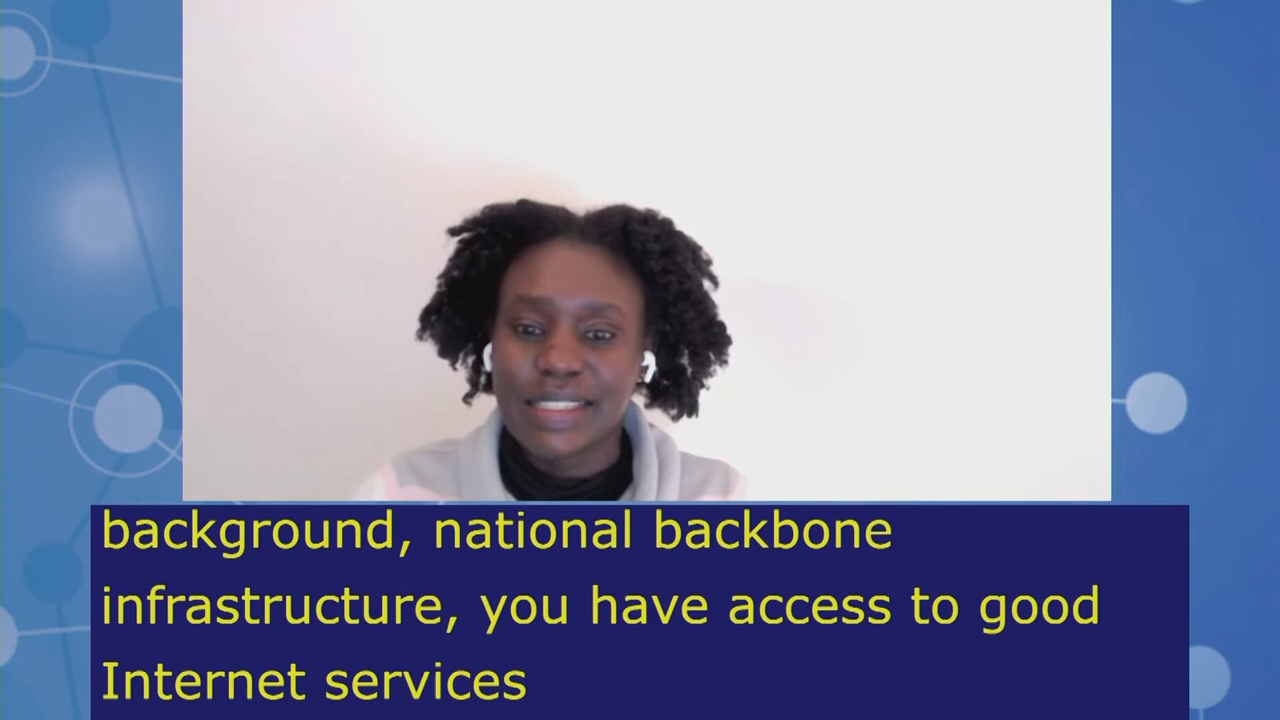 background, national backbone
infrastructure, you have access to good
Internet services